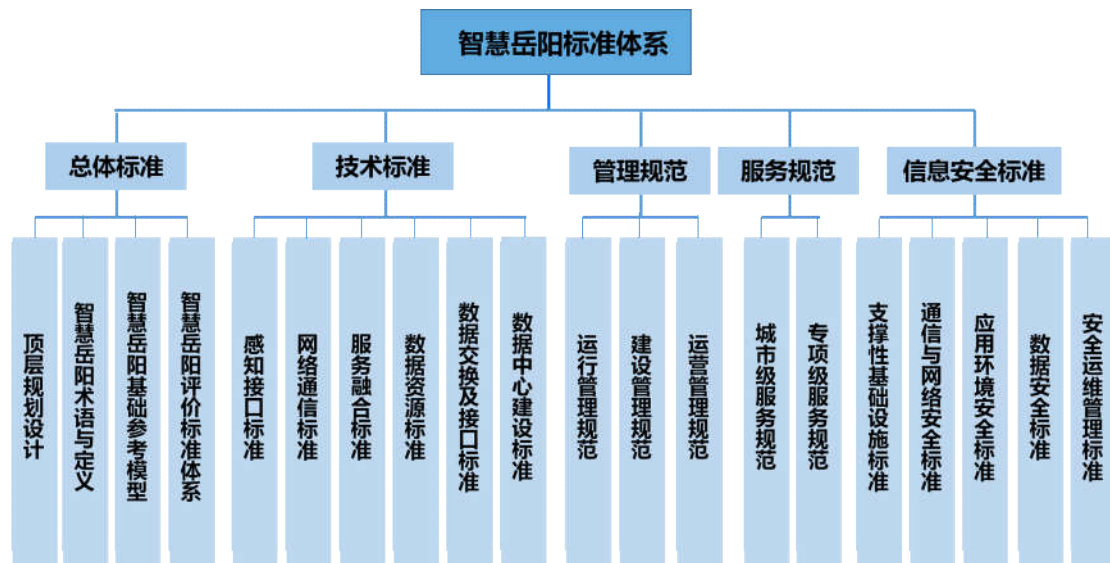 智慧岳阳标准体系
总体标准
技术标准
管理规范
服务规范
信息安全标准
顶层规划设计
智慧岳阳术语与定义
智慧岳阳基础参考模型
智慧岳阳评价标准体系
感知接口标准
网络通信标准
服务融合标准
数据资源标准
数据交换及接口标准
数据中心建设标准
运行管理规范
建设管理规范
运营管理规范
城市级服务规范
专项级服务规范
支撑性基础设施标准
通信与网络安全标准
应用环境安全标准
数据安全标准
安全运维管理标准